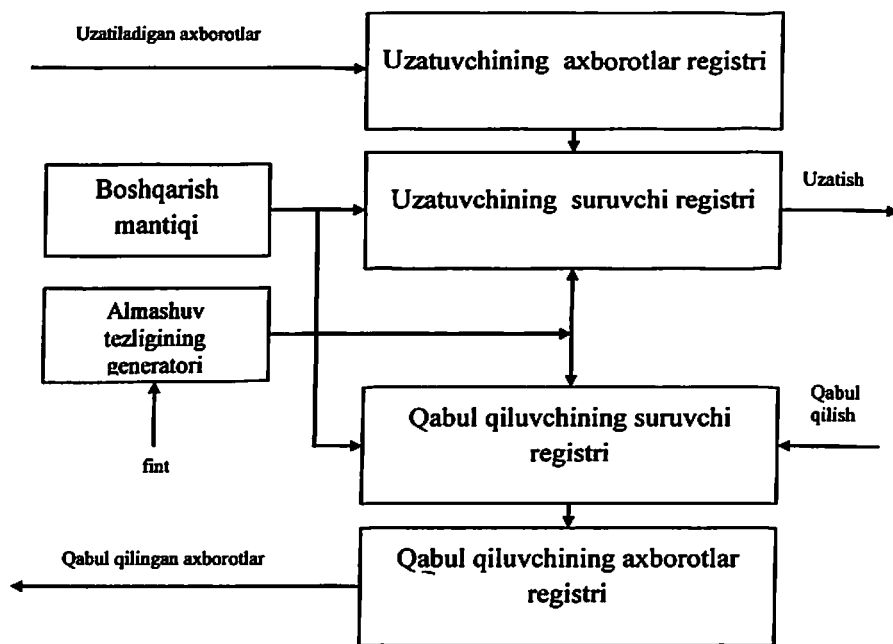 Uzatiladigan axborotlar
Uzatuvchining axborotlar registri
Boshqarish
mantiqi
Uzatuvchining suruvchi registri
Uzatish
Almashuv
tezligining
generatori
fint
Qabul qiluvchining suruvchi
registri
Qabul
qilish
Qabul qilingan axborotlar
Qabul qiluvchining axborotlar
registri